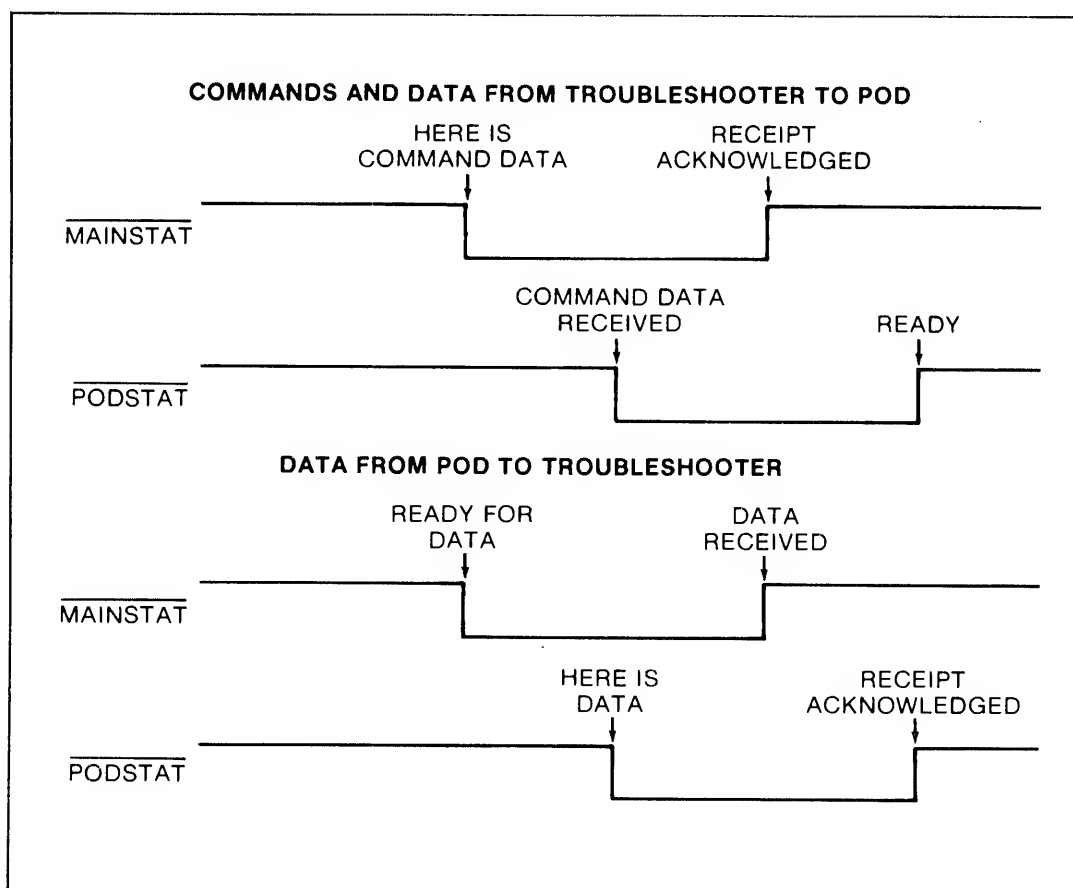 COMMANDS AND DATA FROM TROUBLESHOOTER TO POD
HERE IS
COMMAND DATA
RECEIPT
ACKNOWLEDGED
MAINSTAT
COMMAND DATA
RECEIVED
READY
PODSTAT
DATA FROM POD TO TROUBLESHOOTER
READY FOR
DATA
DATA
RECEIVED
MAINSTAT
HERE IS
DATA
RECEIPT
ACKNOWLEDGED
PODSTAT